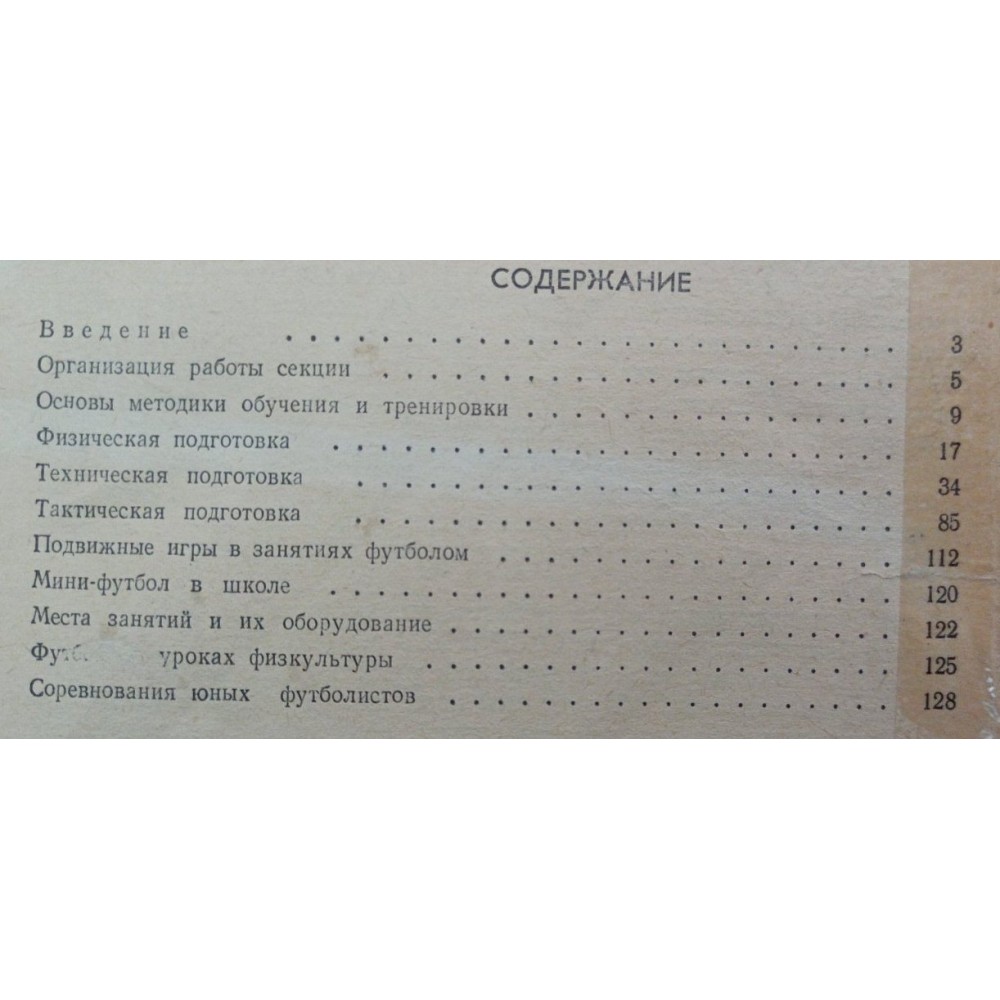 СОДЕРЖАНИЕ
Введение . . . . . . . . . . . . . . . . . . . . . . . . 3
Организация работы секции . . . . . . . . . . . . . . . . . . . . 5
Основы методики обучения и тренировки . . . . . . . . . . . . . . . 9
Физическая подготовка . . . . . . . . . . . . . . . . . . . . . . 17
Техническая подготовка . . . . . . . . . . . . . . . . . . . . . 34
Тактическая подготовка . . . . . . . . . . . . . . . . . . . . . 85
Подвижные игры в занятиях футболом . . . . . . . . . . . . . . . . 112
Мини-футбол в школе . . . . . . . . . . . . . . . . . . . . . . 120
Места занятий и их оборудование . . . . . . . . . . . . . . . . . 122
уроках физкультуры . . . . . . . . . . . . . . . . . . . 125
Соревнования юных футболистов . . . . . . . . . . . . . . . . . . 128